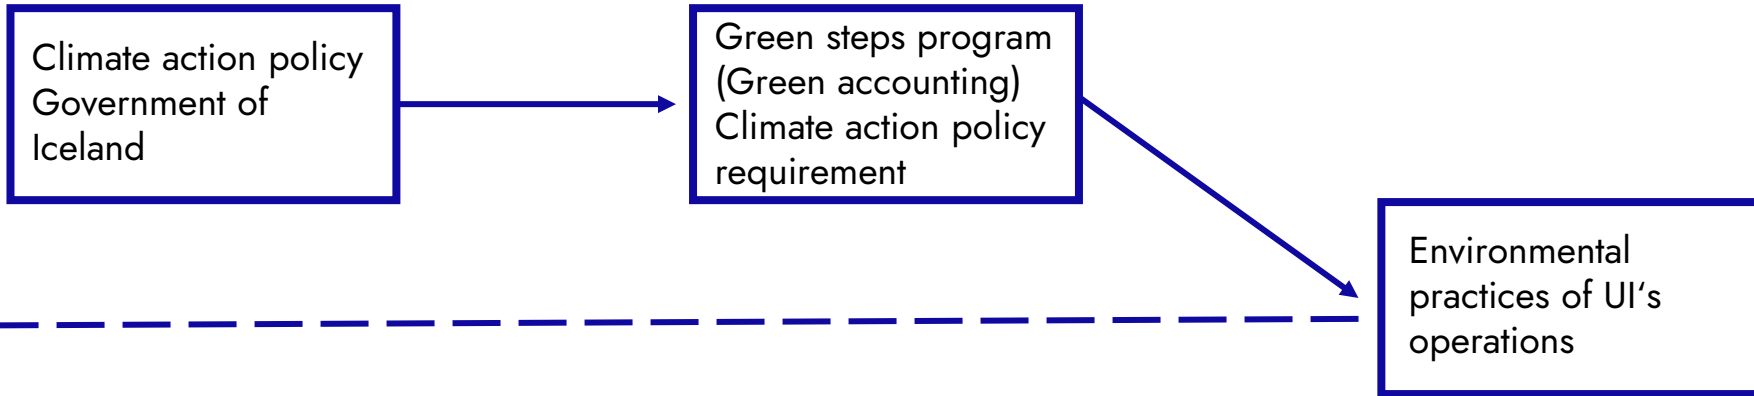 Climate action policy
Government of
Iceland
Green steps program
(Green accounting)
Climate action policy
requirement
Environmental
practices of UI‘s
operations